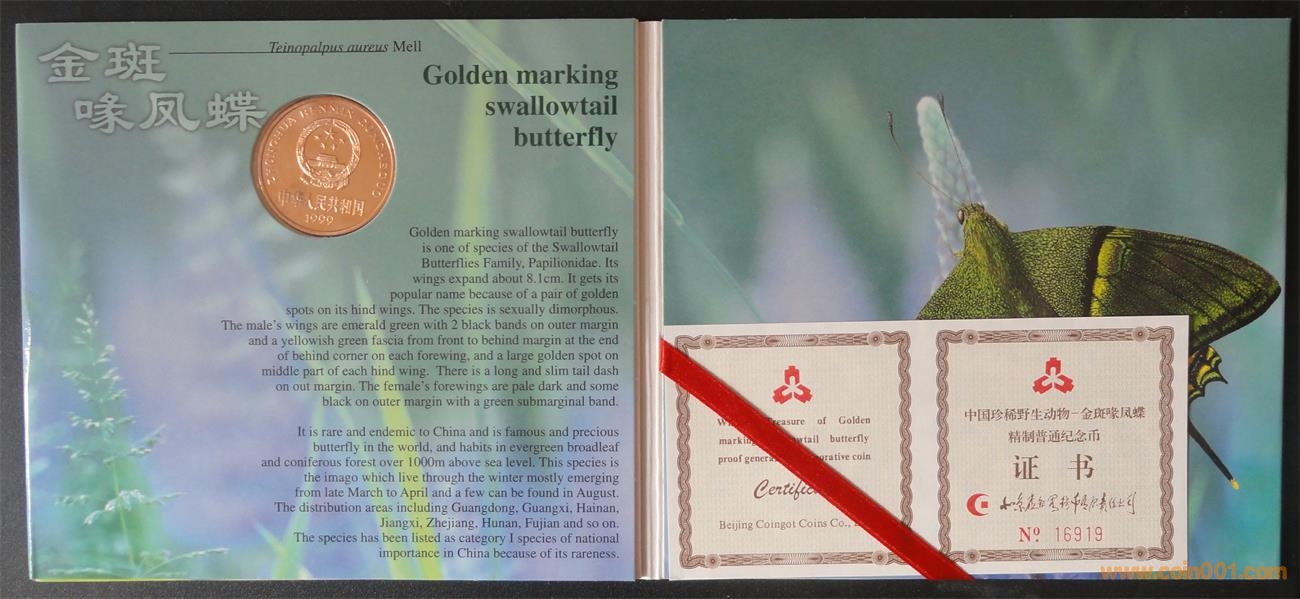 金斑
喙凤蝶
Teinopalpus aureus Mell
Golden marking
swallowtail
butterfly
ZHONGHUA RENMIN GONGHEGUO
中华人民共和国
1999
Golden marking swallowtail butterfly
is one of species of the Swallowtail
Butterflies Family, Papilionidae. Its
wings expand about 8.1cm. It gets its
popular name because of a pair of golden
spots on its hind wings. The species is sexually dimorphous.
The male's wings are emerald green with 2 black bands on outer margin
and a yellowish green fascia from front to behind margin at the end
of behind corner on each forewing, and a large golden spot on
middle part of each hind wing. There is a long and slim tail dash
on out margin. The female's forewings are pale dark and some
black on outer margin with a green submarginal band.
It is rare and endemic to China and is famous and precious
butterfly in the world, and habits in evergreen broadleaf
and coniferous forest over 1000m above sea level. This species is
the imago which live through the winter mostly emerging
from late March to April and a few can be found in August.
The distribution areas including Guangdong, Guangxi, Hainan,
Jiangxi, Zhejiang, Hunan, Fujian and so on.
The species has been listed as category I species of national
importance in China because of its rareness.
Treasure of Golden
swallowtail butterfly
proof coin
Beijing Coingot Coins Co.,
中国珍稀野生动物-金斑喙凤蝶
精制普通纪念币
证书
Nº 16919
www.coin001.com